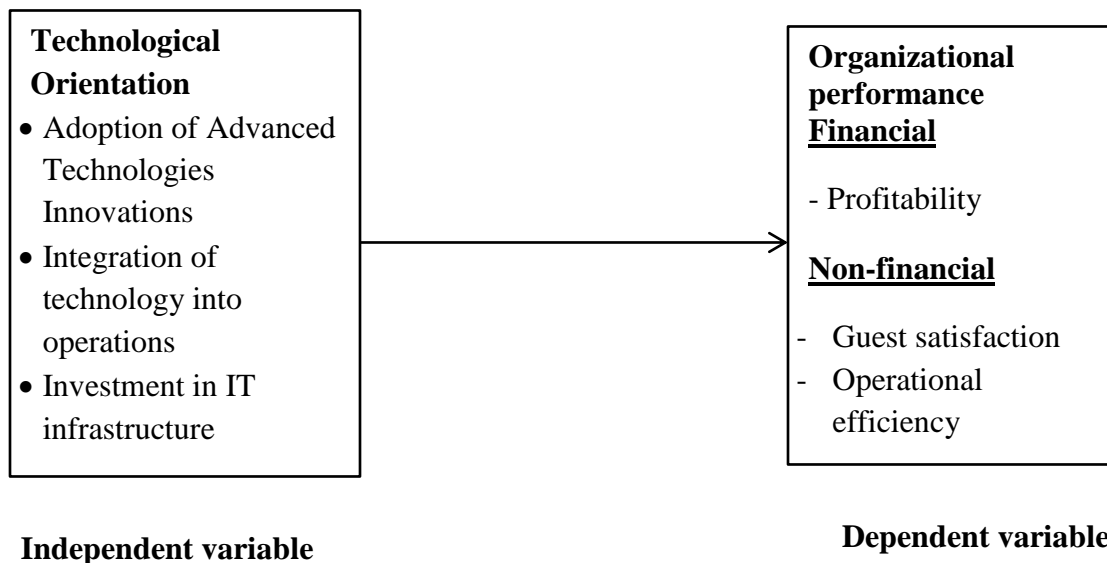 Technological
Orientation
• Adoption of Advanced
Technologies
Innovations
• Integration of
technology into
operations
• Investment in IT
infrastructure
Independent variable
Organizational
performance
Financial
- Profitability
Non-financial
- Guest satisfaction
- Operational
efficiency
Dependent variable